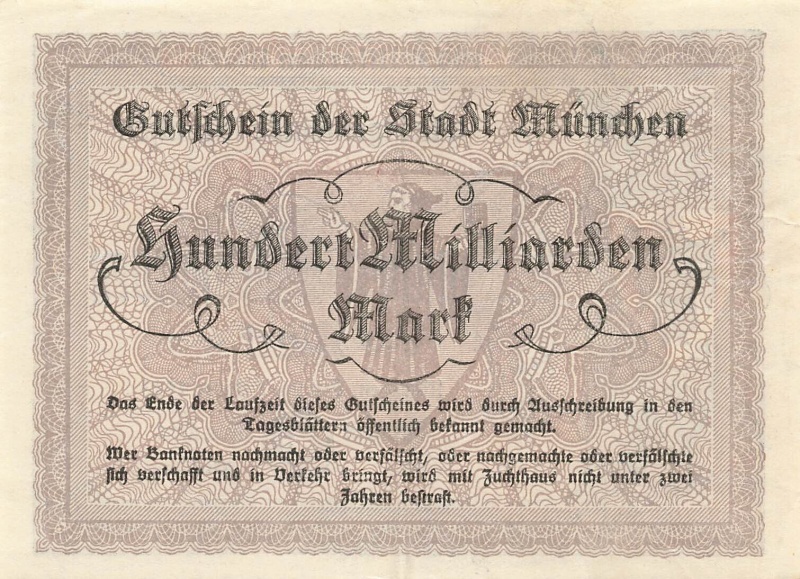 Gutschein der Stadt München
Hundert Milliarden
Mark
Das Ende der Laufzeit dieses Gutscheines wird durch Ausschreibung in den
Tagesblättern öffentlich bekannt gemacht.
Wer Banknoten nachmacht oder verfälscht, oder nachgemachte oder verfälschte
sich verschafft und in Verkehr bringt, wird mit Zuchthaus nicht unter zwei
Jahren bestraft.